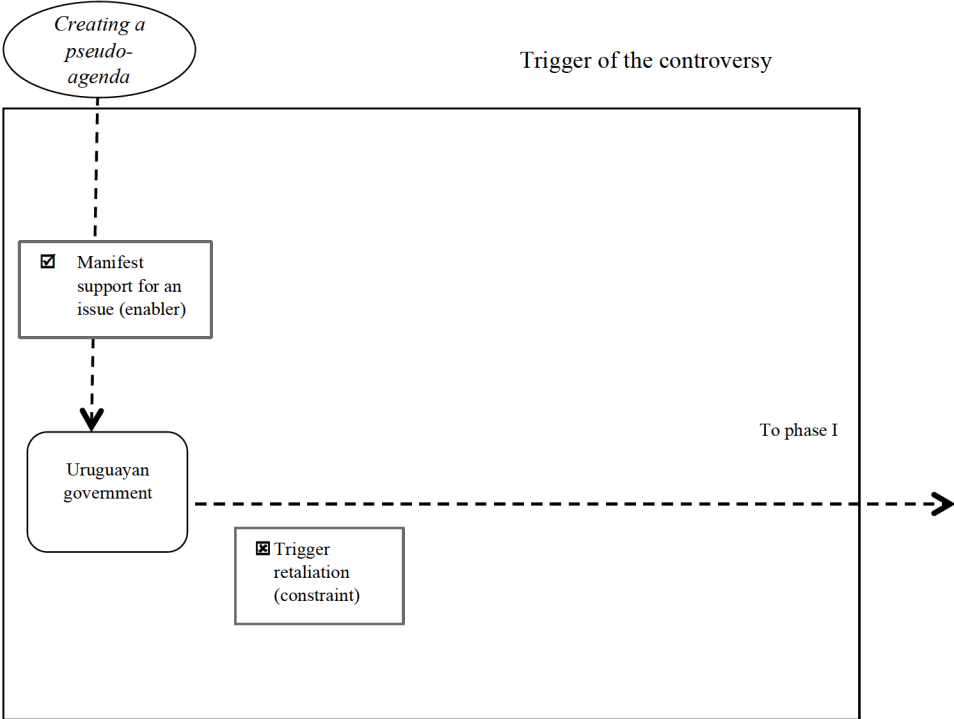 Creating a
pseudo-
agenda
Trigger of the controversy
☑ Manifest
support for an
issue (enabler)
To phase I
Uruguayan
government
☒ Trigger
retaliation
(constraint)